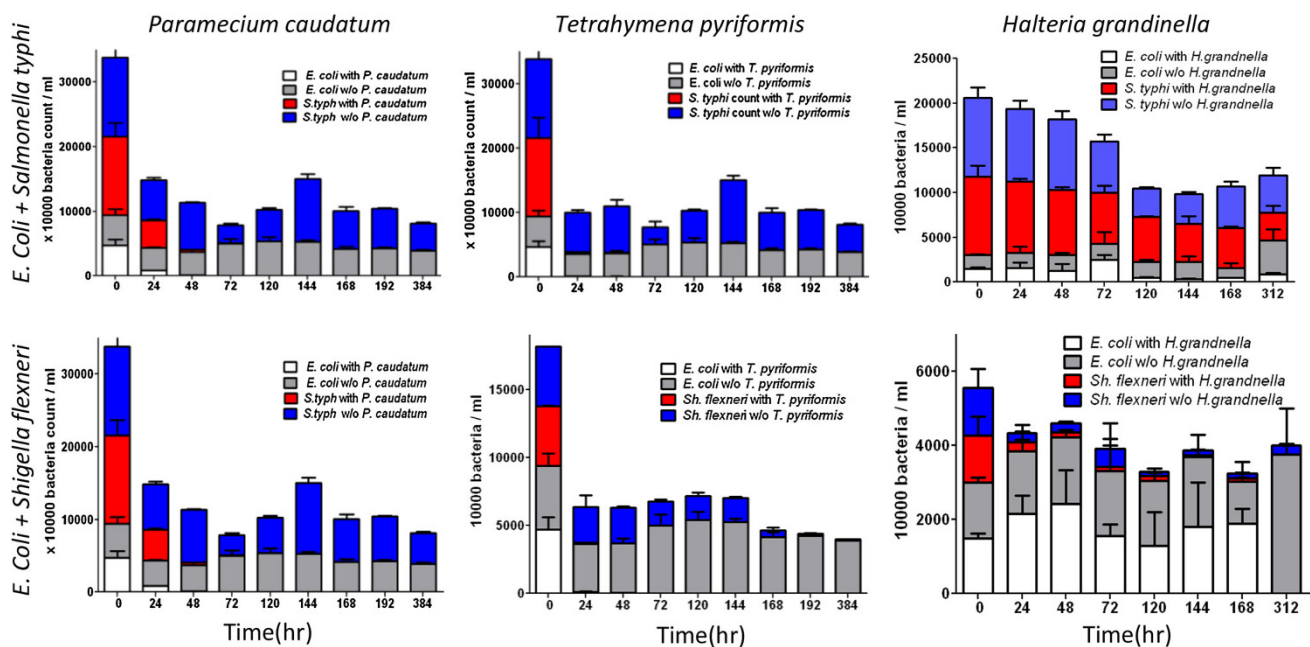 Paramecium caudatum
Tetrahymena pyriformis
Halteria grandinella
E. Coli + Salmonella typhi
x 10000 bacteria count / ml
30000
20000
10000
0
E. coli with P. caudatum
E. coli w/o P. caudatum
S.typh with P. caudatum
S.typh w/o P. caudatum
0 24 48 72 120 144 168 192 384
x 10000 bacteria count / ml
30000
20000
10000
0
E. coli with T. pyriformis
E. coli w/o T. pyriformis
S. typhi count with T. pyriformis
S. typhi count w/o T. pyriformis
0 24 48 72 120 144 168 192 384
10000 bacteria / ml
25000
20000
15000
10000
5000
0
E. coli with H.grandnella
E. coli w/o H.grandnella
S. typhi with H.grandnella
S. typhi w/o H.grandnella
0 24 48 72 120 144 168 312
E. Coli + Shigella flexneri
x 10000 bacteria count / ml
30000
20000
10000
0
E. coli with P. caudatum
E. coli w/o P. caudatum
S.typh with P. caudatum
S.typh w/o P. caudatum
0 24 48 72 120 144 168 192 384
Time(hr)
10000 bacteria / ml
15000
10000
5000
0
E. coli with T. pyriformis
E. coli w/o T. pyriformis
Sh. flexneri with T. pyriformis
Sh. flexneri w/o T. pyriformis
0 24 48 72 120 144 168 192 384
Time(hr)
10000 bacteria / ml
6000
4000
2000
0
E. coli with H.grandnella
E. coli w/o H.grandnella
Sh. flexneri with H.grandnella
Sh. flexneri w/o H.grandnella
0 24 48 72 120 144 168 312
Time(hr)